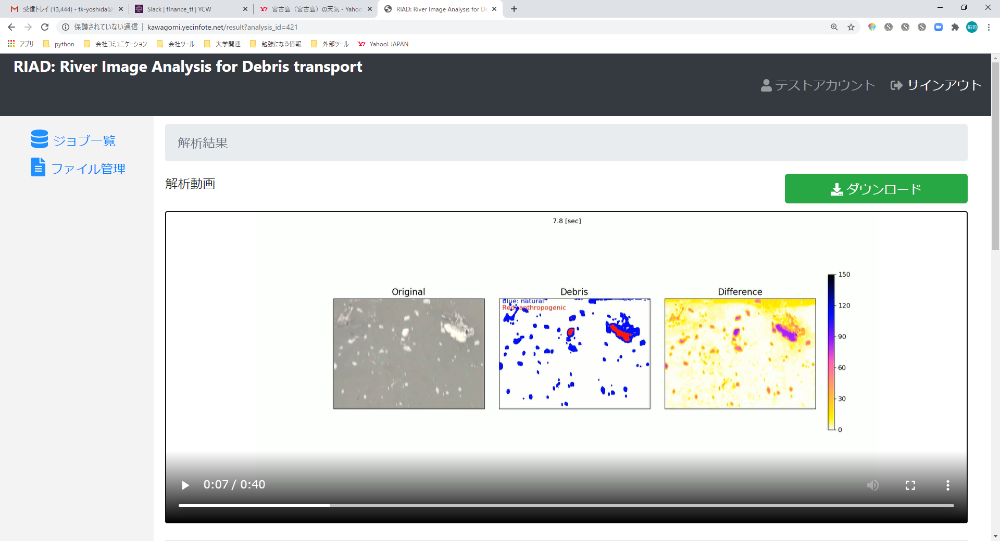 受信トレイ (13,444) - tk-yoshida@
Slack | finance_tf | YCW
宮古島（宮古島）の天気 - Yahoo
RIAD: River Image Analysis for De
保護されていない通信
kawagomi.yecinfote.net/result?analysis_id=421
拓司
アプリ
python
会社コミュニケーション
会社ツール
大学関連
勉強になる情報
外部ツール
Yahoo! JAPAN
RIAD: River Image Analysis for Debris transport
テストアカウント
サインアウト
ジョブ一覧
ファイル管理
解析結果
解析動画
ダウンロード
7.8 [sec]
Original
Debris
Difference
Blue: natural
Red: anthropogenic
150
120
90
60
30
0
0:07 / 0:40